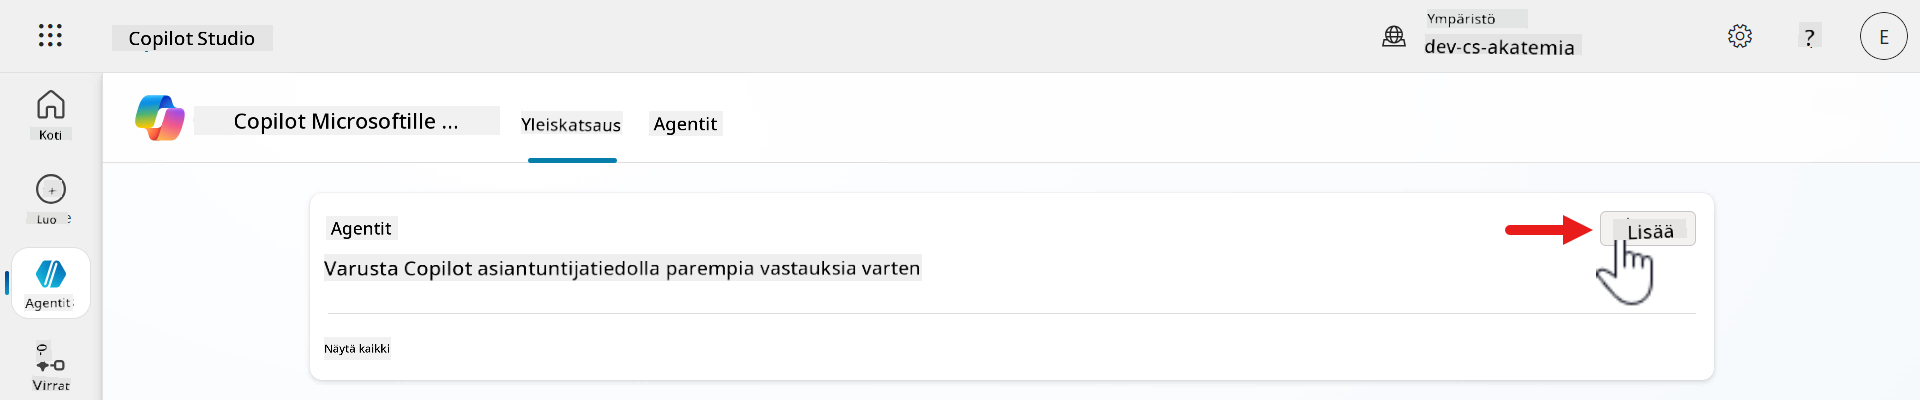 Copilot Studio
Ympäristö
dev-cs-akatemia
?
E
Koti
Luo
Agentit
Virrat
Copilot Microsoftille ...
Yleiskatsaus
Agentit
Agentit
Lisää
Varusta Copilot asiantuntijatiedolla parempia vastauksia varten
Näytä kaikki